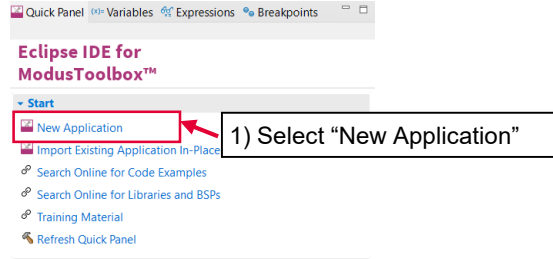 Quick Panel (x)= Variables Expressions Breakpoints
Eclipse IDE for
ModusToolbox™
Start
New Application
1) Select “New Application”
Import Existing Application In-Place
Search Online for Code Examples
Search Online for Libraries and BSPs
Training Material
Refresh Quick Panel